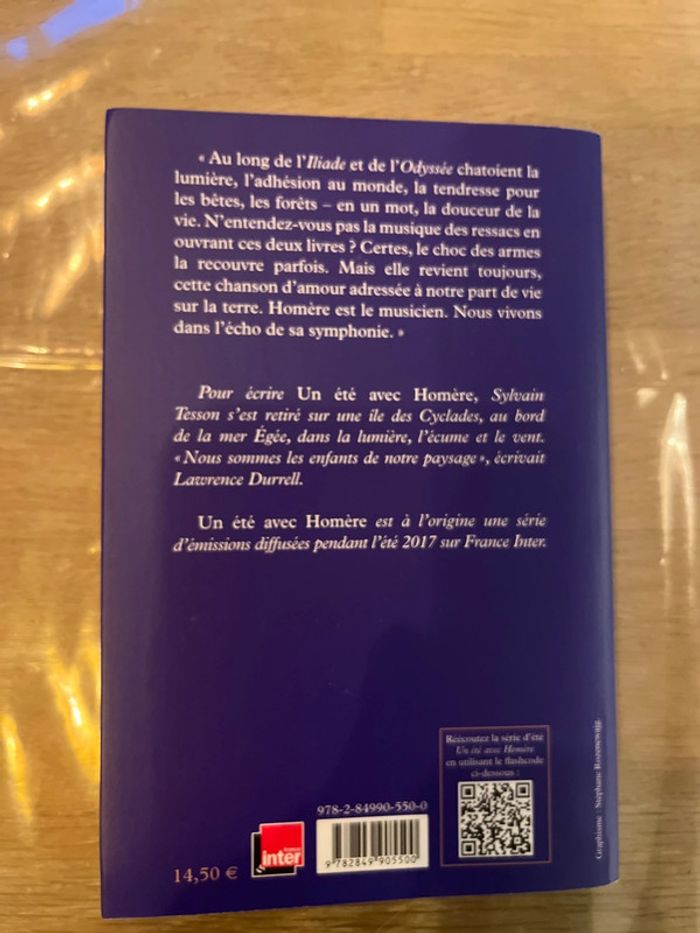 « Au long de l'Iliade et de l'Odyssée chatoient la
lumière, l'adhésion au monde, la tendresse pour
les bêtes, les forêts – en un mot, la douceur de la
vie. N'entendez-vous pas la musique des ressacs en
ouvrant ces deux livres ? Certes, le choc des armes
la recouvre parfois. Mais elle revient toujours,
cette chanson d'amour adressée à notre part de vie
sur la terre. Homère est le musicien. Nous vivons
dans l'écho de sa symphonie. »
Pour écrire Un été avec Homère, Sylvain
Tesson s'est retiré sur une île des Cyclades, au bord
de la mer Égée, dans la lumière, l'écume et le vent.
« Nous sommes les enfants de notre paysage », écrivait
Lawrence Durrell.
Un été avec Homère est à l'origine une série
d'émissions diffusées pendant l'été 2017 sur France Inter.
Réécoutez la série d'été
Un été avec Homère
en utilisant le flashcode
ci-dessous :
978-2-84990-550-0
9 782849 905500
france
inter
14,50 €
Graphisme : Stéphane Rozencwajg.